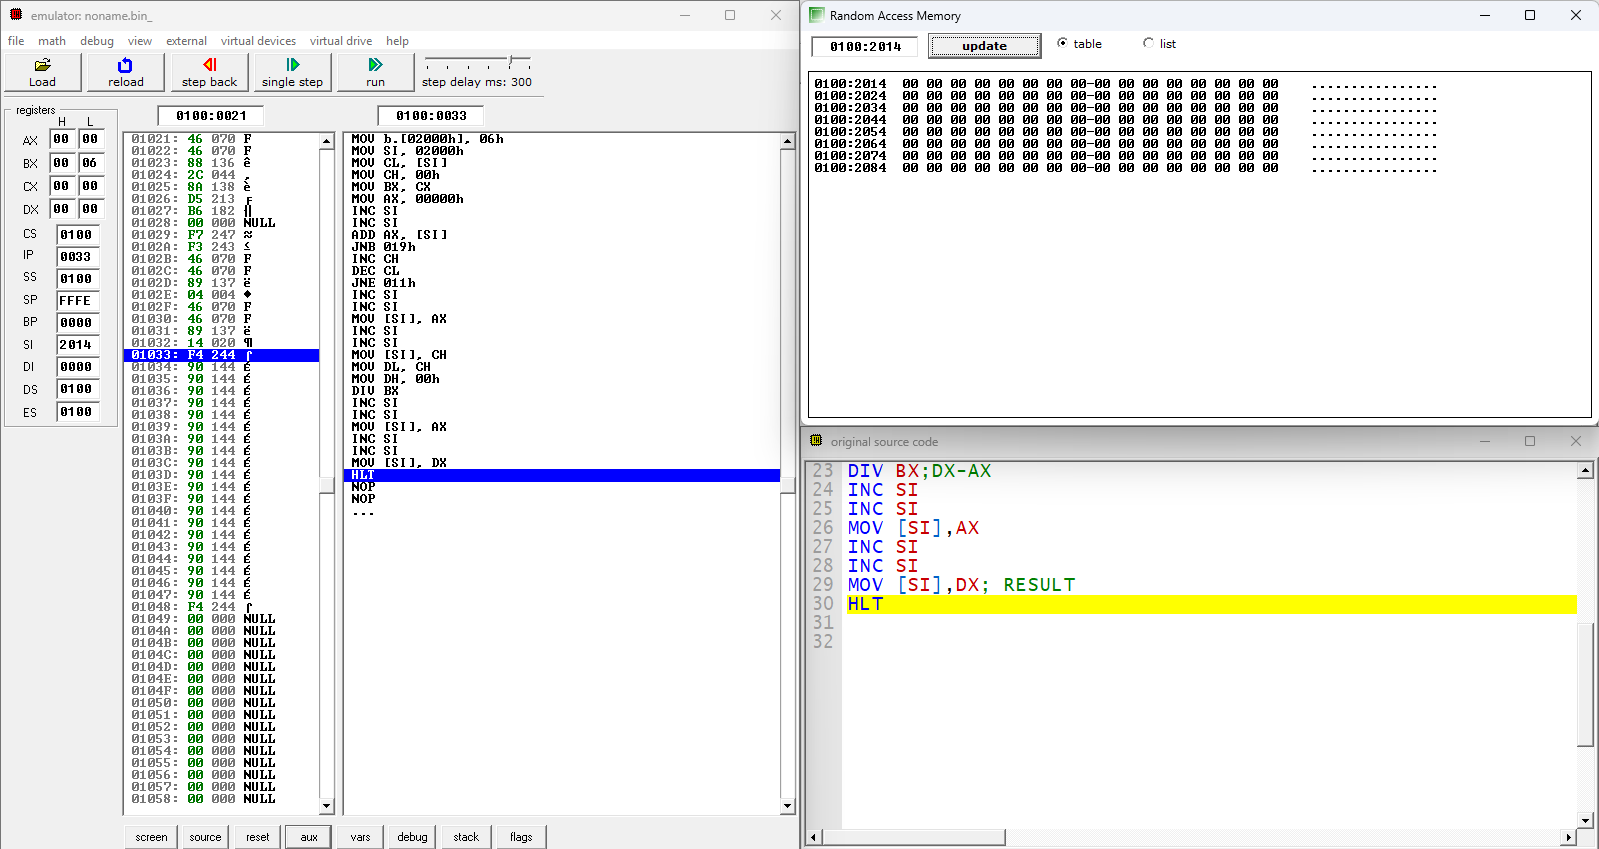 emulator: noname.bin_
file math debug view external virtual devices virtual drive help
Load reload step back single step run step delay ms: 300
registers
H L
AX 00 00
BX 00 06
CX 00 00
DX 00 00
CS 0100
IP 0033
SS 0100
SP FFFE
BP 0000
SI 2014
DI 0000
DS 0100
ES 0100
0100:0021
01021: 46 070 F
01022: 46 070 F
01023: 88 136 ê
01024: 2C 044 ,
01025: 8A 138 è
01026: D5 213 ╒
01027: B6 182 ╢
01028: 00 000 NULL
01029: F7 247 ≈
0102A: F3 243 ≤
0102B: 46 070 F
0102C: 46 070 F
0102D: 89 137 ë
0102E: 04 004 ♦
0102F: 46 070 F
01030: 46 070 F
01031: 89 137 ë
01032: 14 020 ¶
01033: F4 244 ⌠
01034: 90 144 É
01035: 90 144 É
01036: 90 144 É
01037: 90 144 É
01038: 90 144 É
01039: 90 144 É
0103A: 90 144 É
0103B: 90 144 É
0103C: 90 144 É
0103D: 90 144 É
0103E: 90 144 É
0103F: 90 144 É
01040: 90 144 É
01041: 90 144 É
01042: 90 144 É
01043: 90 144 É
01044: 90 144 É
01045: 90 144 É
01046: 90 144 É
01047: 90 144 É
01048: F4 244 ⌠
01049: 00 000 NULL
0104A: 00 000 NULL
0104B: 00 000 NULL
0104C: 00 000 NULL
0104D: 00 000 NULL
0104E: 00 000 NULL
0104F: 00 000 NULL
01050: 00 000 NULL
01051: 00 000 NULL
01052: 00 000 NULL
01053: 00 000 NULL
01054: 00 000 NULL
01055: 00 000 NULL
01056: 00 000 NULL
01057: 00 000 NULL
01058: 00 000 NULL
0100:0033
MOV b.[02000h], 06h
MOV SI, 02000h
MOV CL, [SI]
MOV CH, 00h
MOV BX, CX
MOV AX, 00000h
INC SI
INC SI
ADD AX, [SI]
JNB 019h
INC CH
DEC CL
JNE 011h
INC SI
INC SI
MOV [SI], AX
INC SI
INC SI
MOV [SI], CH
MOV DL, CH
MOV DH, 00h
DIV BX
INC SI
INC SI
MOV [SI], AX
INC SI
INC SI
MOV [SI], DX
HLT
NOP
NOP
...
screen source reset aux vars debug stack flags
Random Access Memory
0100:2014 update table list
0100:2014 00 00 00 00 00 00 00 00-00 00 00 00 00 00 00 00 ................
0100:2024 00 00 00 00 00 00 00 00-00 00 00 00 00 00 00 00 ................
0100:2034 00 00 00 00 00 00 00 00-00 00 00 00 00 00 00 00 ................
0100:2044 00 00 00 00 00 00 00 00-00 00 00 00 00 00 00 00 ................
0100:2054 00 00 00 00 00 00 00 00-00 00 00 00 00 00 00 00 ................
0100:2064 00 00 00 00 00 00 00 00-00 00 00 00 00 00 00 00 ................
0100:2074 00 00 00 00 00 00 00 00-00 00 00 00 00 00 00 00 ................
0100:2084 00 00 00 00 00 00 00 00-00 00 00 00 00 00 00 00 ................
original source code
23 DIV BX;DX-AX
24 INC SI
25 INC SI
26 MOV [SI],AX
27 INC SI
28 INC SI
29 MOV [SI],DX; RESULT
30 HLT
31
32